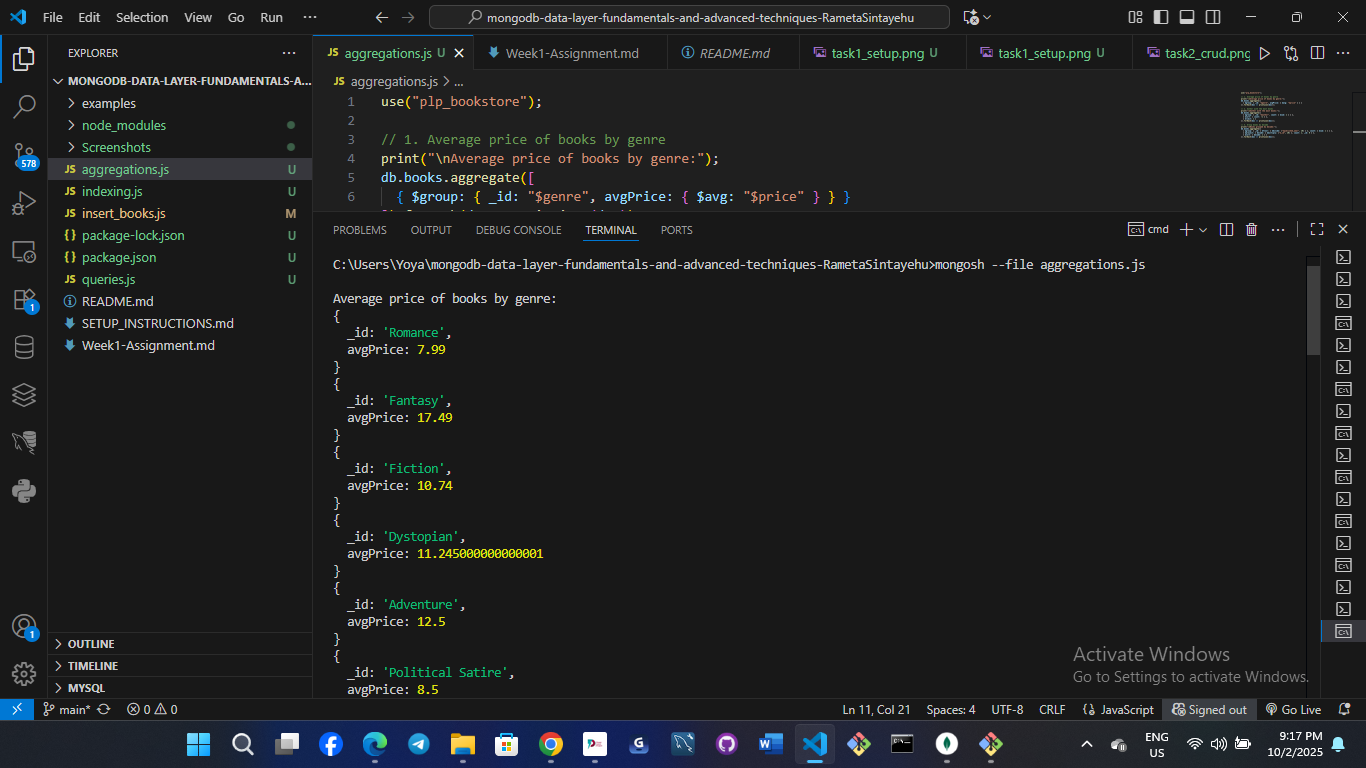 File Edit Selection View Go Run ···
mongodb-data-layer-fundamentals-and-advanced-techniques-RametaSintayehu
EXPLORER
MONGODB-DATA-LAYER-FUNDAMENTALS-A...
examples
node_modules
Screenshots
JS aggregations.js U
JS indexing.js U
JS insert_books.js M
{} package-lock.json U
{} package.json U
JS queries.js U
README.md
SETUP_INSTRUCTIONS.md
Week1-Assignment.md
578
1
1
OUTLINE
TIMELINE
MYSQL
JS aggregations.js U Week1-Assignment.md README.md task1_setup.png U task1_setup.png U task2_crud.png
JS aggregations.js > ...
1 use("plp_bookstore");
2
3 // 1. Average price of books by genre
4 print("\nAverage price of books by genre:");
5 db.books.aggregate([
6 { $group: { _id: "$genre", avgPrice: { $avg: "$price" } } }
PROBLEMS OUTPUT DEBUG CONSOLE TERMINAL PORTS
cmd
C:\Users\Yoya\mongodb-data-layer-fundamentals-and-advanced-techniques-RametaSintayehu>mongosh --file aggregations.js
Average price of books by genre:
{
_id: 'Romance',
avgPrice: 7.99
}
{
_id: 'Fantasy',
avgPrice: 17.49
}
{
_id: 'Fiction',
avgPrice: 10.74
}
{
_id: 'Dystopian',
avgPrice: 11.245000000000001
}
{
_id: 'Adventure',
avgPrice: 12.5
}
{
_id: 'Political Satire',
avgPrice: 8.5
Activate Windows
Go to Settings to activate Windows.
main* 0 0 Ln 11, Col 21 Spaces: 4 UTF-8 CRLF {} JavaScript Signed out Go Live
ENG
US
9:17 PM
10/2/2025